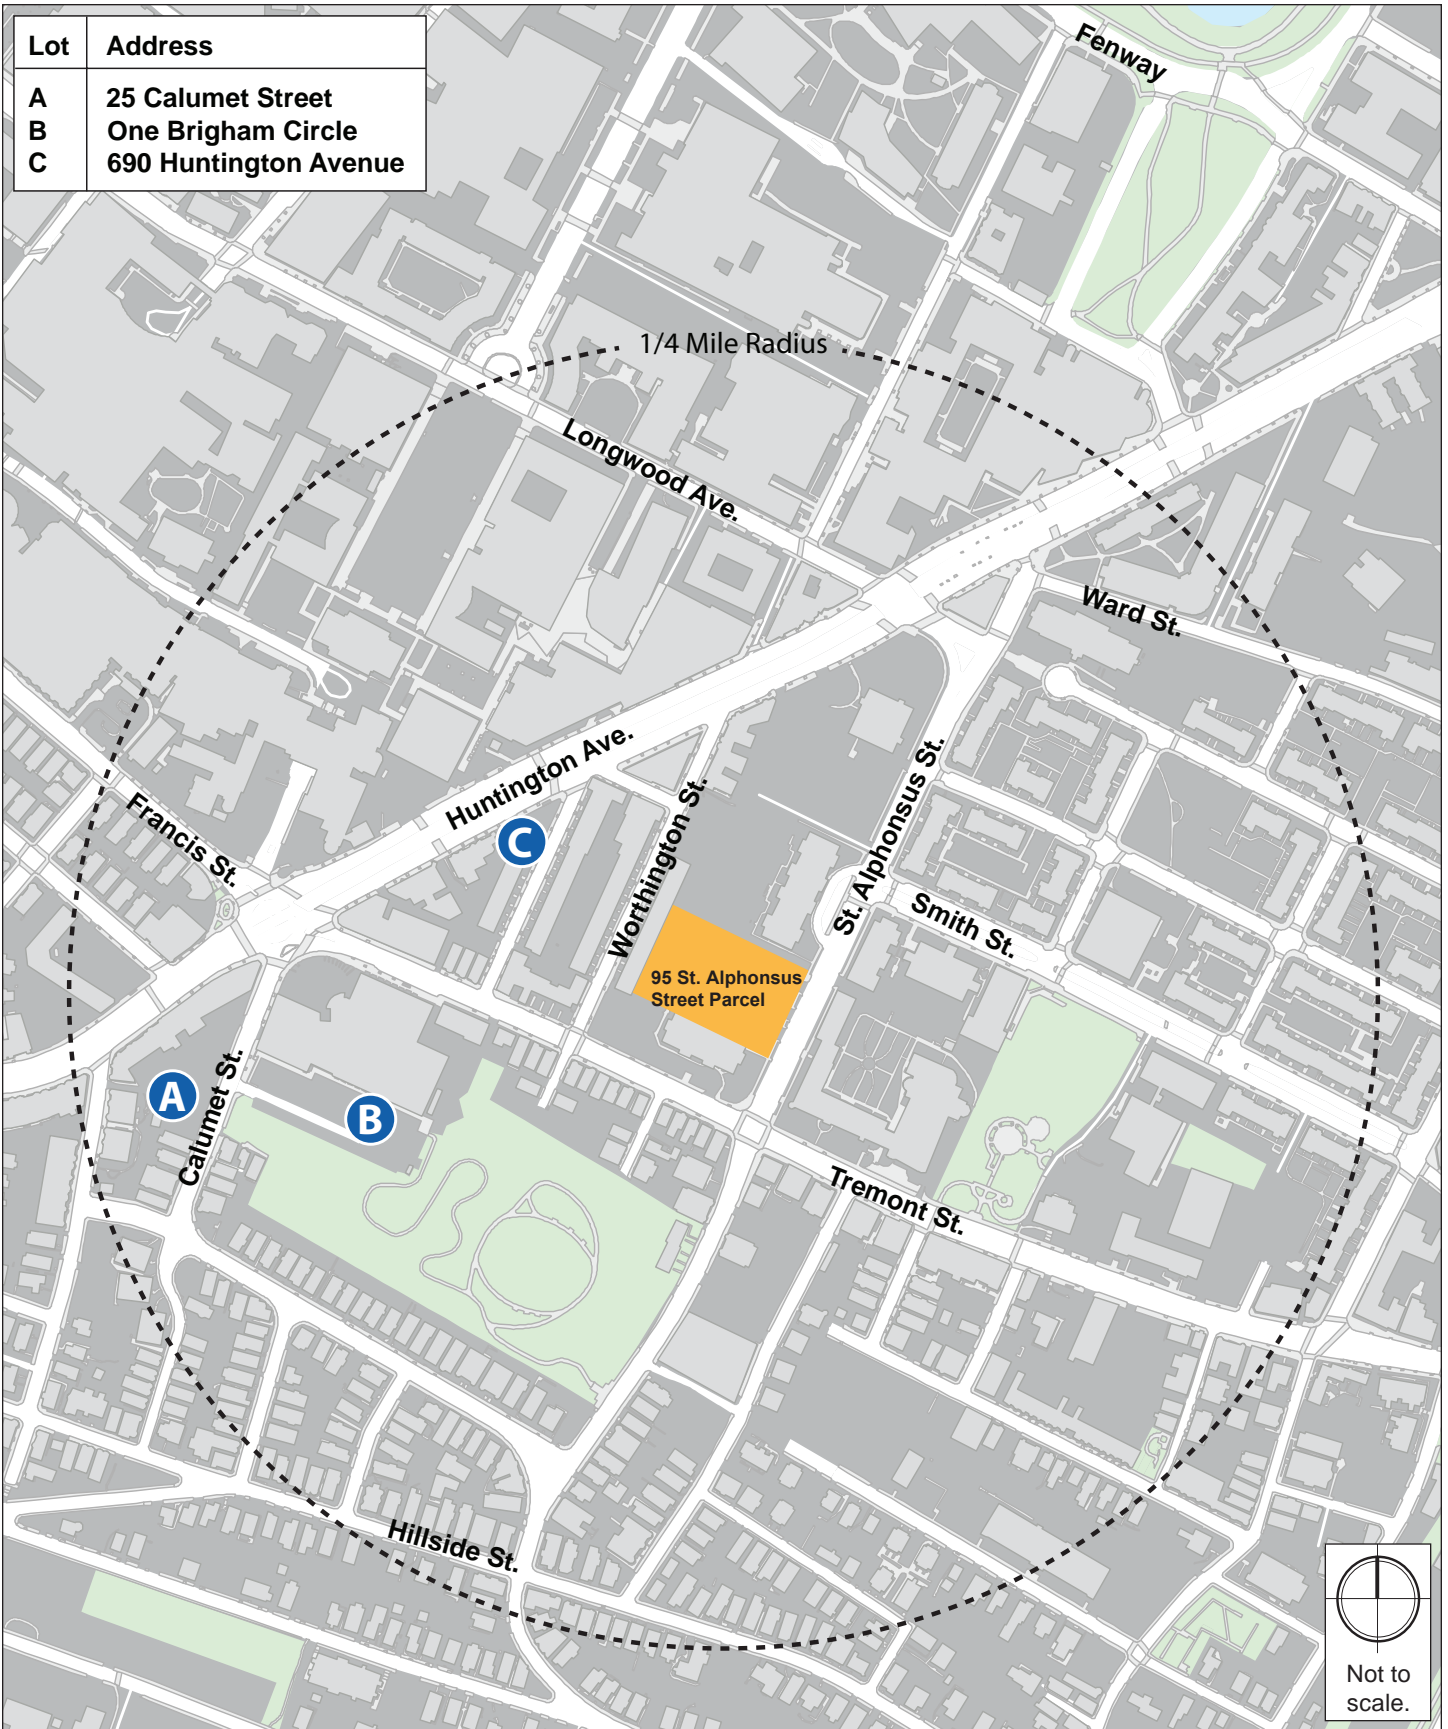 Lot Address
A 25 Calumet Street
B One Brigham Circle
C 690 Huntington Avenue
Fenway
1/4 Mile Radius
Longwood Ave.
Ward St.
Huntington Ave.
Francis St.
C
Worthington St.
St. Alphonsus St.
Smith St.
95 St. Alphonsus
Street Parcel
A
Calumet St.
B
Tremont St.
Hillside St.
Not to
scale.